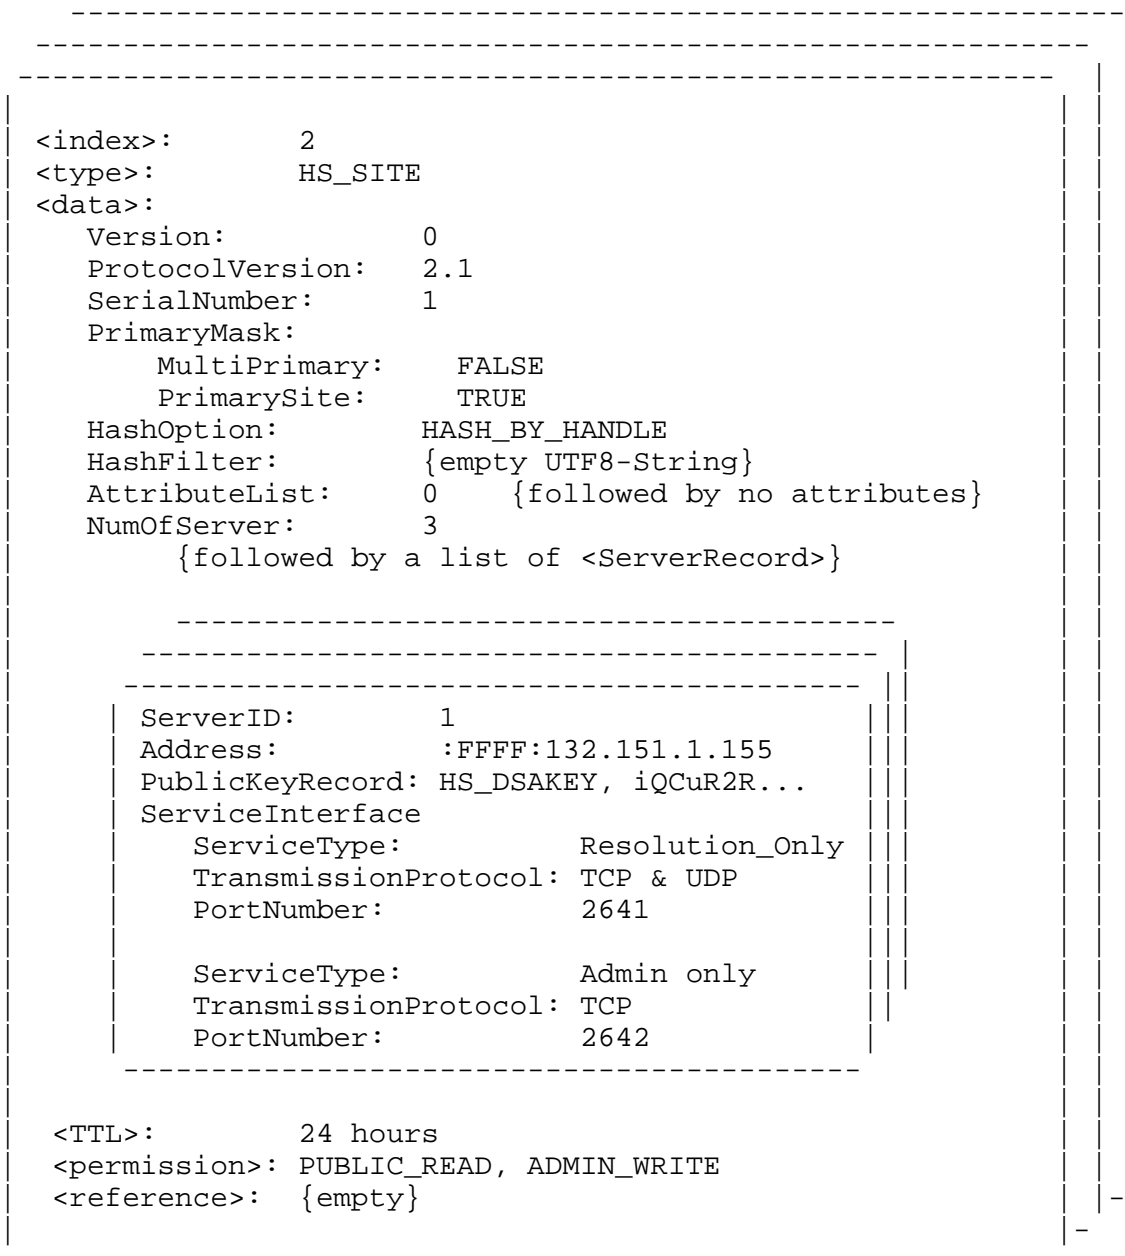 <index>: 2
<type>: HS_SITE
<data>:
Version: 0
ProtocolVersion: 2.1
SerialNumber: 1
PrimaryMask:
MultiPrimary: FALSE
PrimarySite: TRUE
HashOption: HASH_BY_HANDLE
HashFilter: {empty UTF8-String}
AttributeList: 0 {followed by no attributes}
NumOfServer: 3
{followed by a list of <ServerRecord>}
ServerID: 1
Address: :FFFF:132.151.1.155
PublicKeyRecord: HS_DSAKEY, iQCuR2R...
ServiceInterface
ServiceType: Resolution_Only
TransmissionProtocol: TCP & UDP
PortNumber: 2641
ServiceType: Admin only
TransmissionProtocol: TCP
PortNumber: 2642
<TTL>: 24 hours
<permission>: PUBLIC_READ, ADMIN_WRITE
<reference>: {empty}